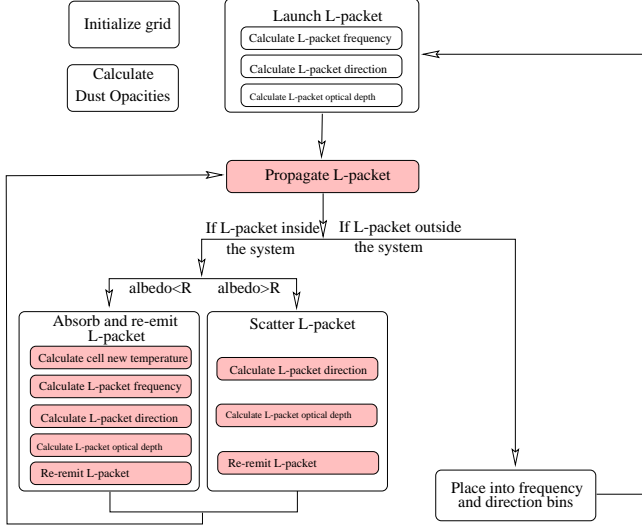 Initialize grid
Calculate
Dust Opacities
Launch L-packet
Calculate L-packet frequency
Calculate L-packet direction
Calculate L-packet optical depth
Propagate L-packet
If L-packet inside
the system
If L-packet outside
the system
albedo<R
albedo>R
Absorb and re-emit
L-packet
Calculate cell new temperature
Calculate L-packet frequency
Calculate L-packet direction
Calculate L-packet optical depth
Re-remit L-packet
Scatter L-packet
Calculate L-packet direction
Calculate L-packet optical depth
Re-remit L-packet
Place into frequency
and direction bins